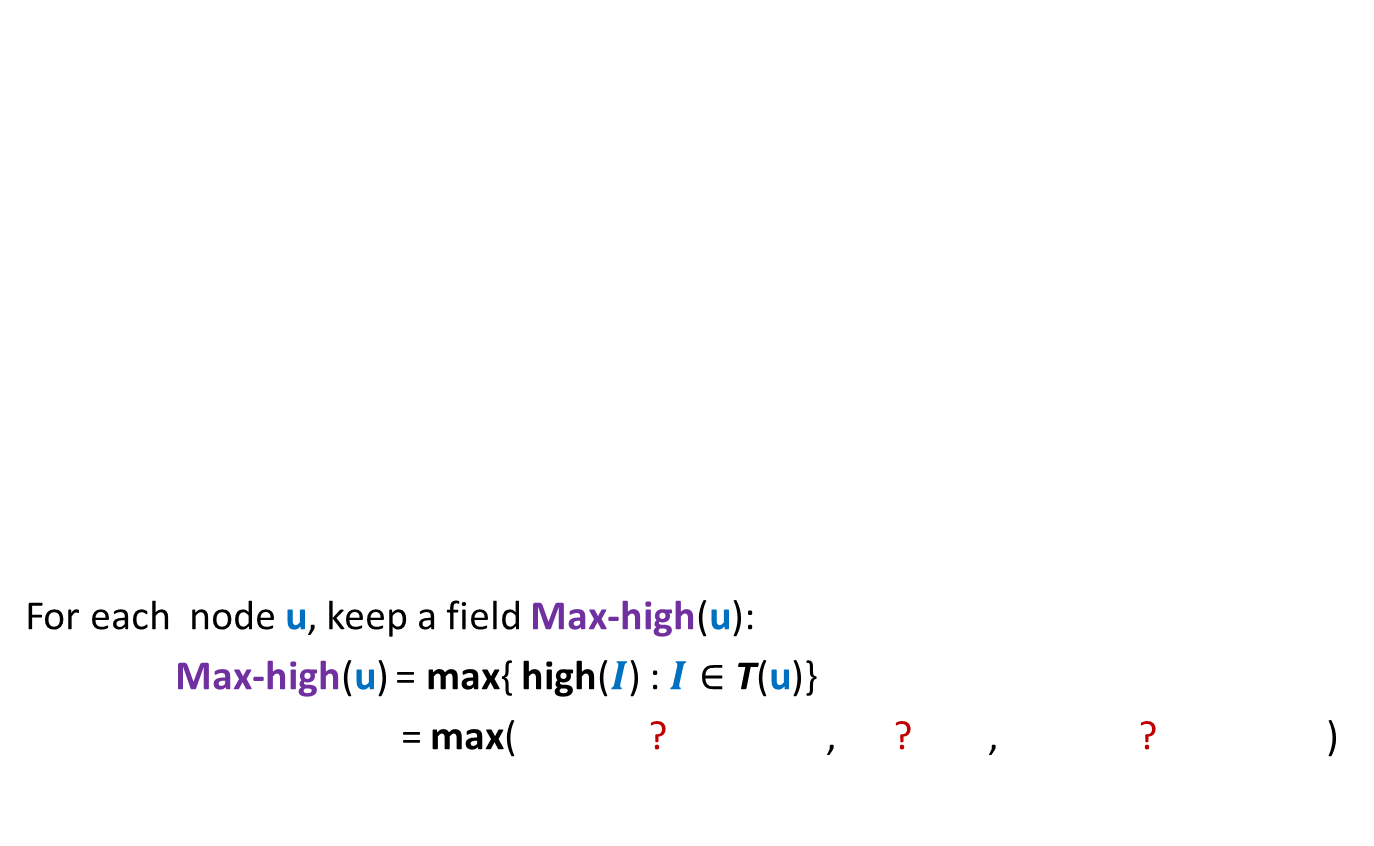 For each node u, keep a field Max-high(u):
Max-high(u) = max{ high(I) : I ∈ T(u)}
= max( ? , ? , ? )